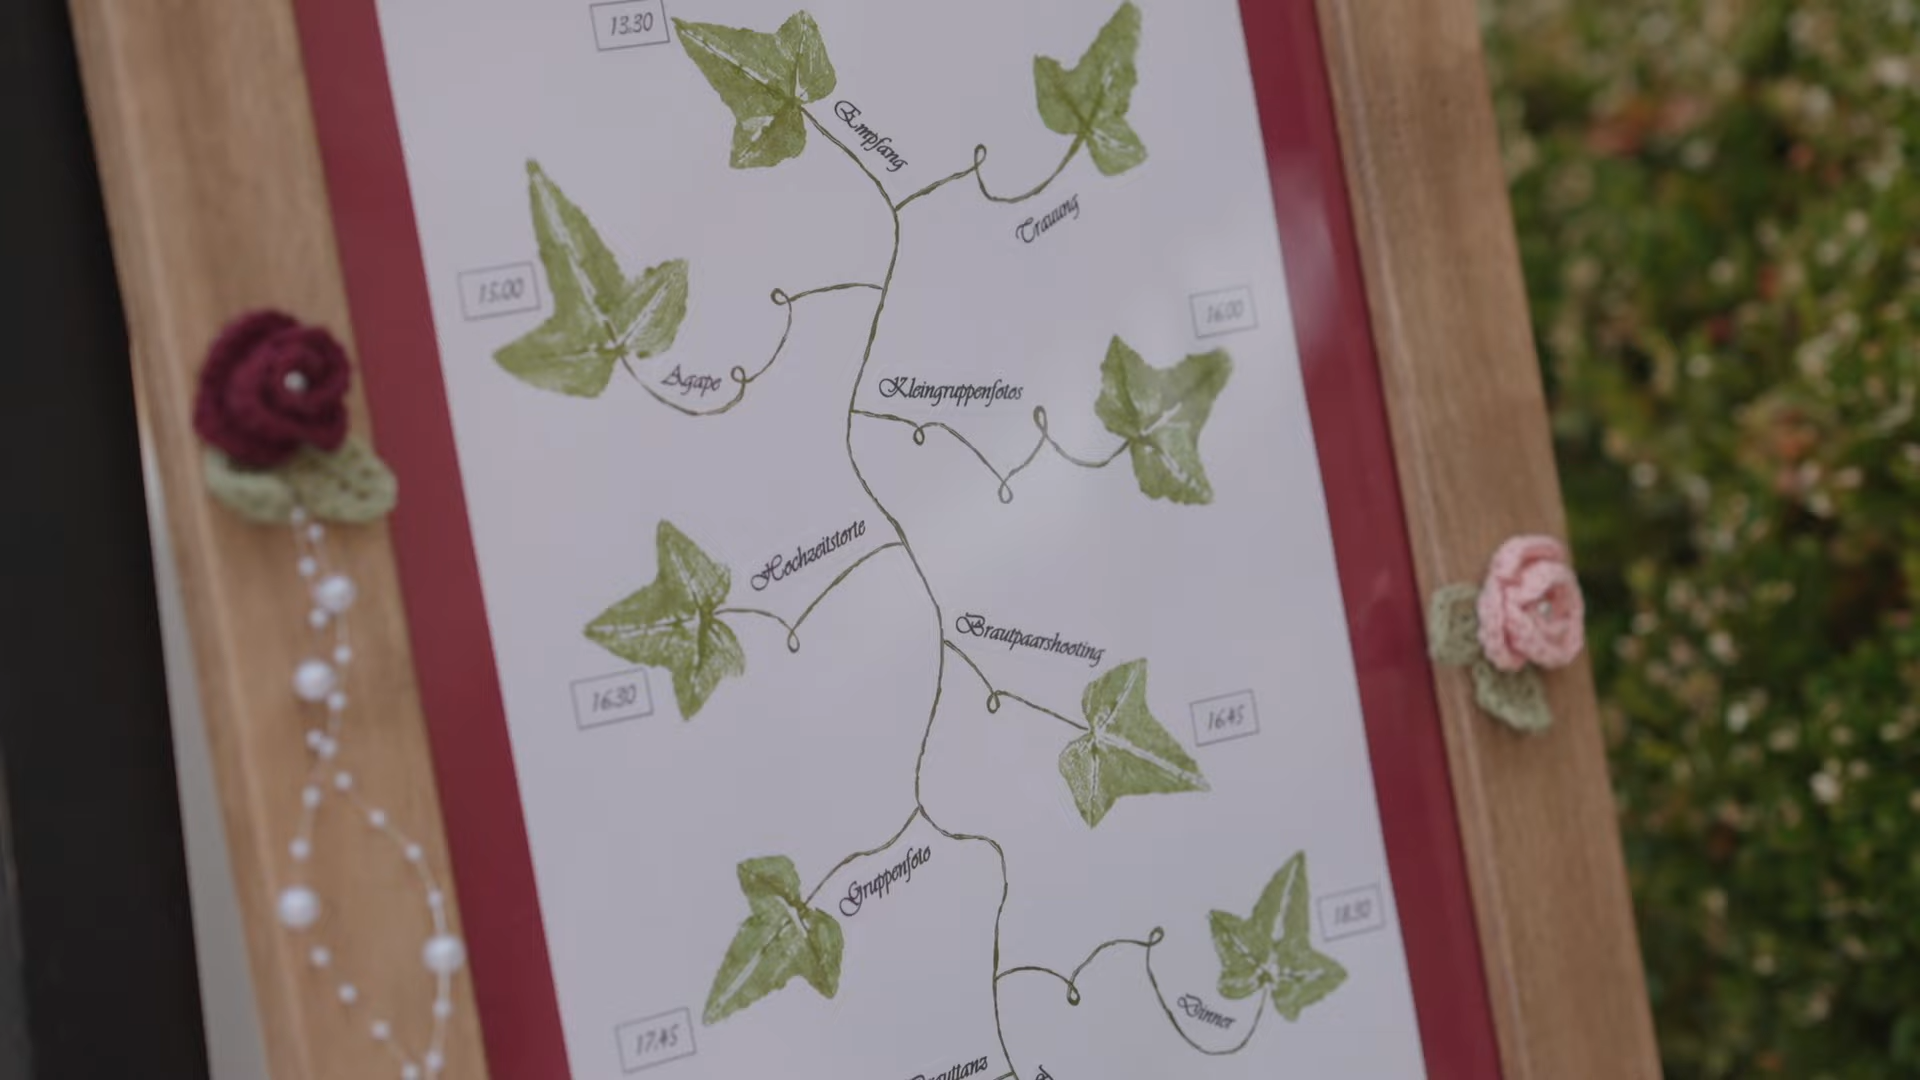 13.30
Empfang
Trauung
15.00
Agape
16.00
Kleingruppenfotos
Hochzeitstorte
16.30
Brautpaarshooting
16.45
Gruppenfoto
17.45
18.30
Dinner